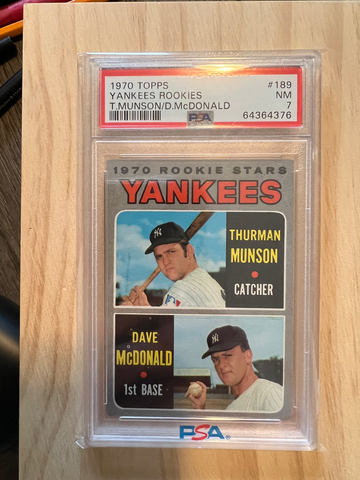 1970 TOPPS #189
YANKEES ROOKIES NM
T.MUNSON/D.McDONALD 7
PSA 64364376
1970 ROOKIE STARS
YANKEES
THURMAN
MUNSON
CATCHER
DAVE
McDONALD
1st BASE
PSA